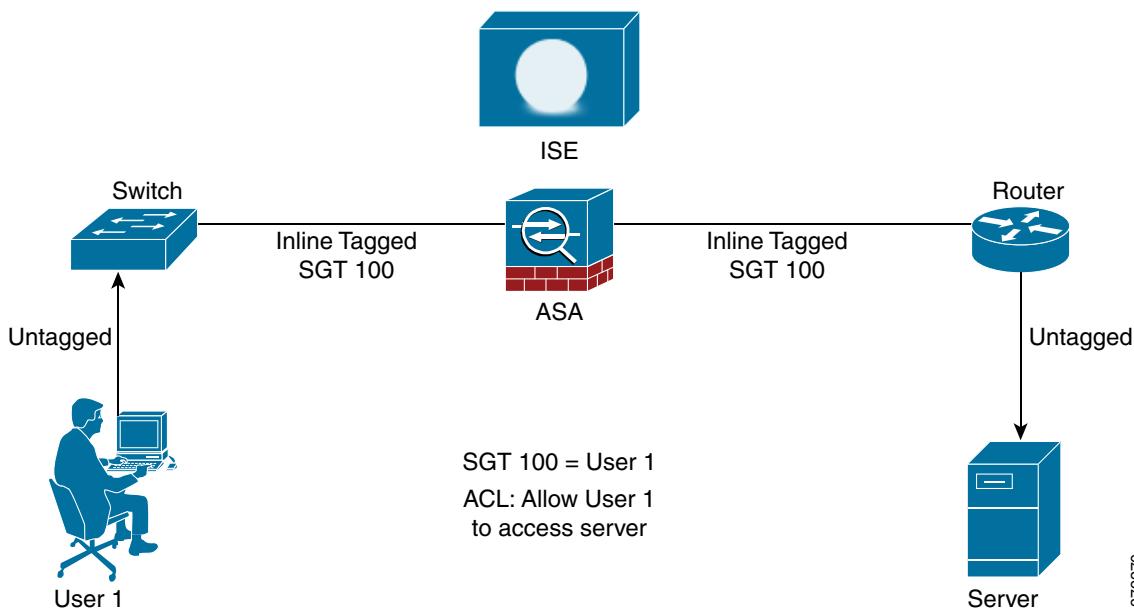 ISE
Switch
Router
Inline Tagged
SGT 100
Inline Tagged
SGT 100
ASA
Untagged
Untagged
SGT 100 = User 1
ACL: Allow User 1
to access server
User 1
Server